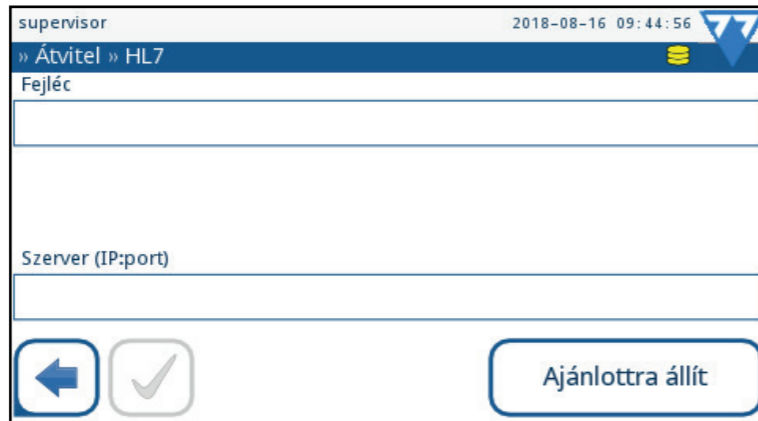 supervisor 2018-08-16 09:44:56
» Átvitel » HL7
Fejléc
Szerver (IP:port)
Ajánlottra állít